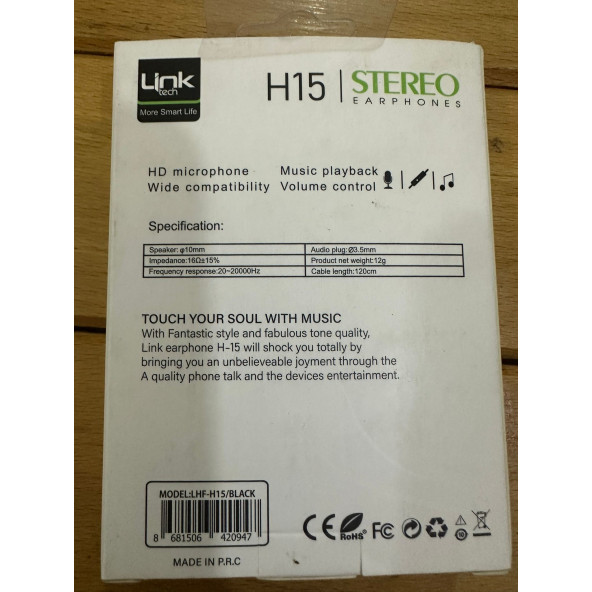 Link
tech
More Smart Life
H15 | STEREO
EARPHONES
HD microphone
Wide compatibility
Music playback
Volume control
Specification:
Speaker: φ10mm
Audio plug:Ø3.5mm
Impedance:16Ω±15%
Product net weight:12g
Frequency response:20~20000Hz
Cable length:120cm
TOUCH YOUR SOUL WITH MUSIC
With Fantastic style and fabulous tone quality,
Link earphone H-15 will shock you totally by
bringing you an unbelieveable joyment through the
A quality phone talk and the devices entertainment.
MODEL:LHF-H15/BLACK
8 681506 420947
MADE IN P.R.C
CE RoHS FC 10